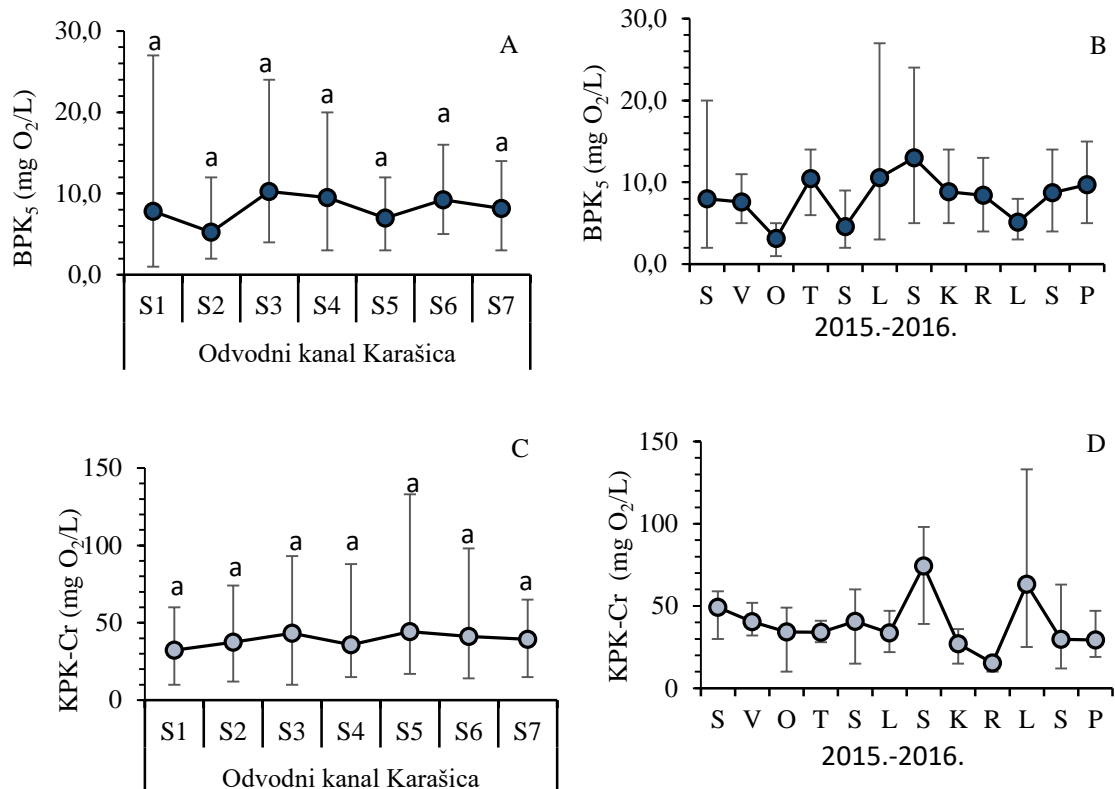 A
BPK5 (mg O2/L)
30,0
20,0
10,0
0,0
a a a a a a a
S1 S2 S3 S4 S5 S6 S7
Odvodni kanal Karašica
B
BPK5 (mg O2/L)
30,0
20,0
10,0
0,0
S V O T S L S K R L S P
2015.-2016.
C
KPK-Cr (mg O2/L)
150
100
50
0
a a a a a a a
S1 S2 S3 S4 S5 S6 S7
Odvodni kanal Karašica
D
KPK-Cr (mg O2/L)
150
100
50
0
S V O T S L S K R L S P
2015.-2016.